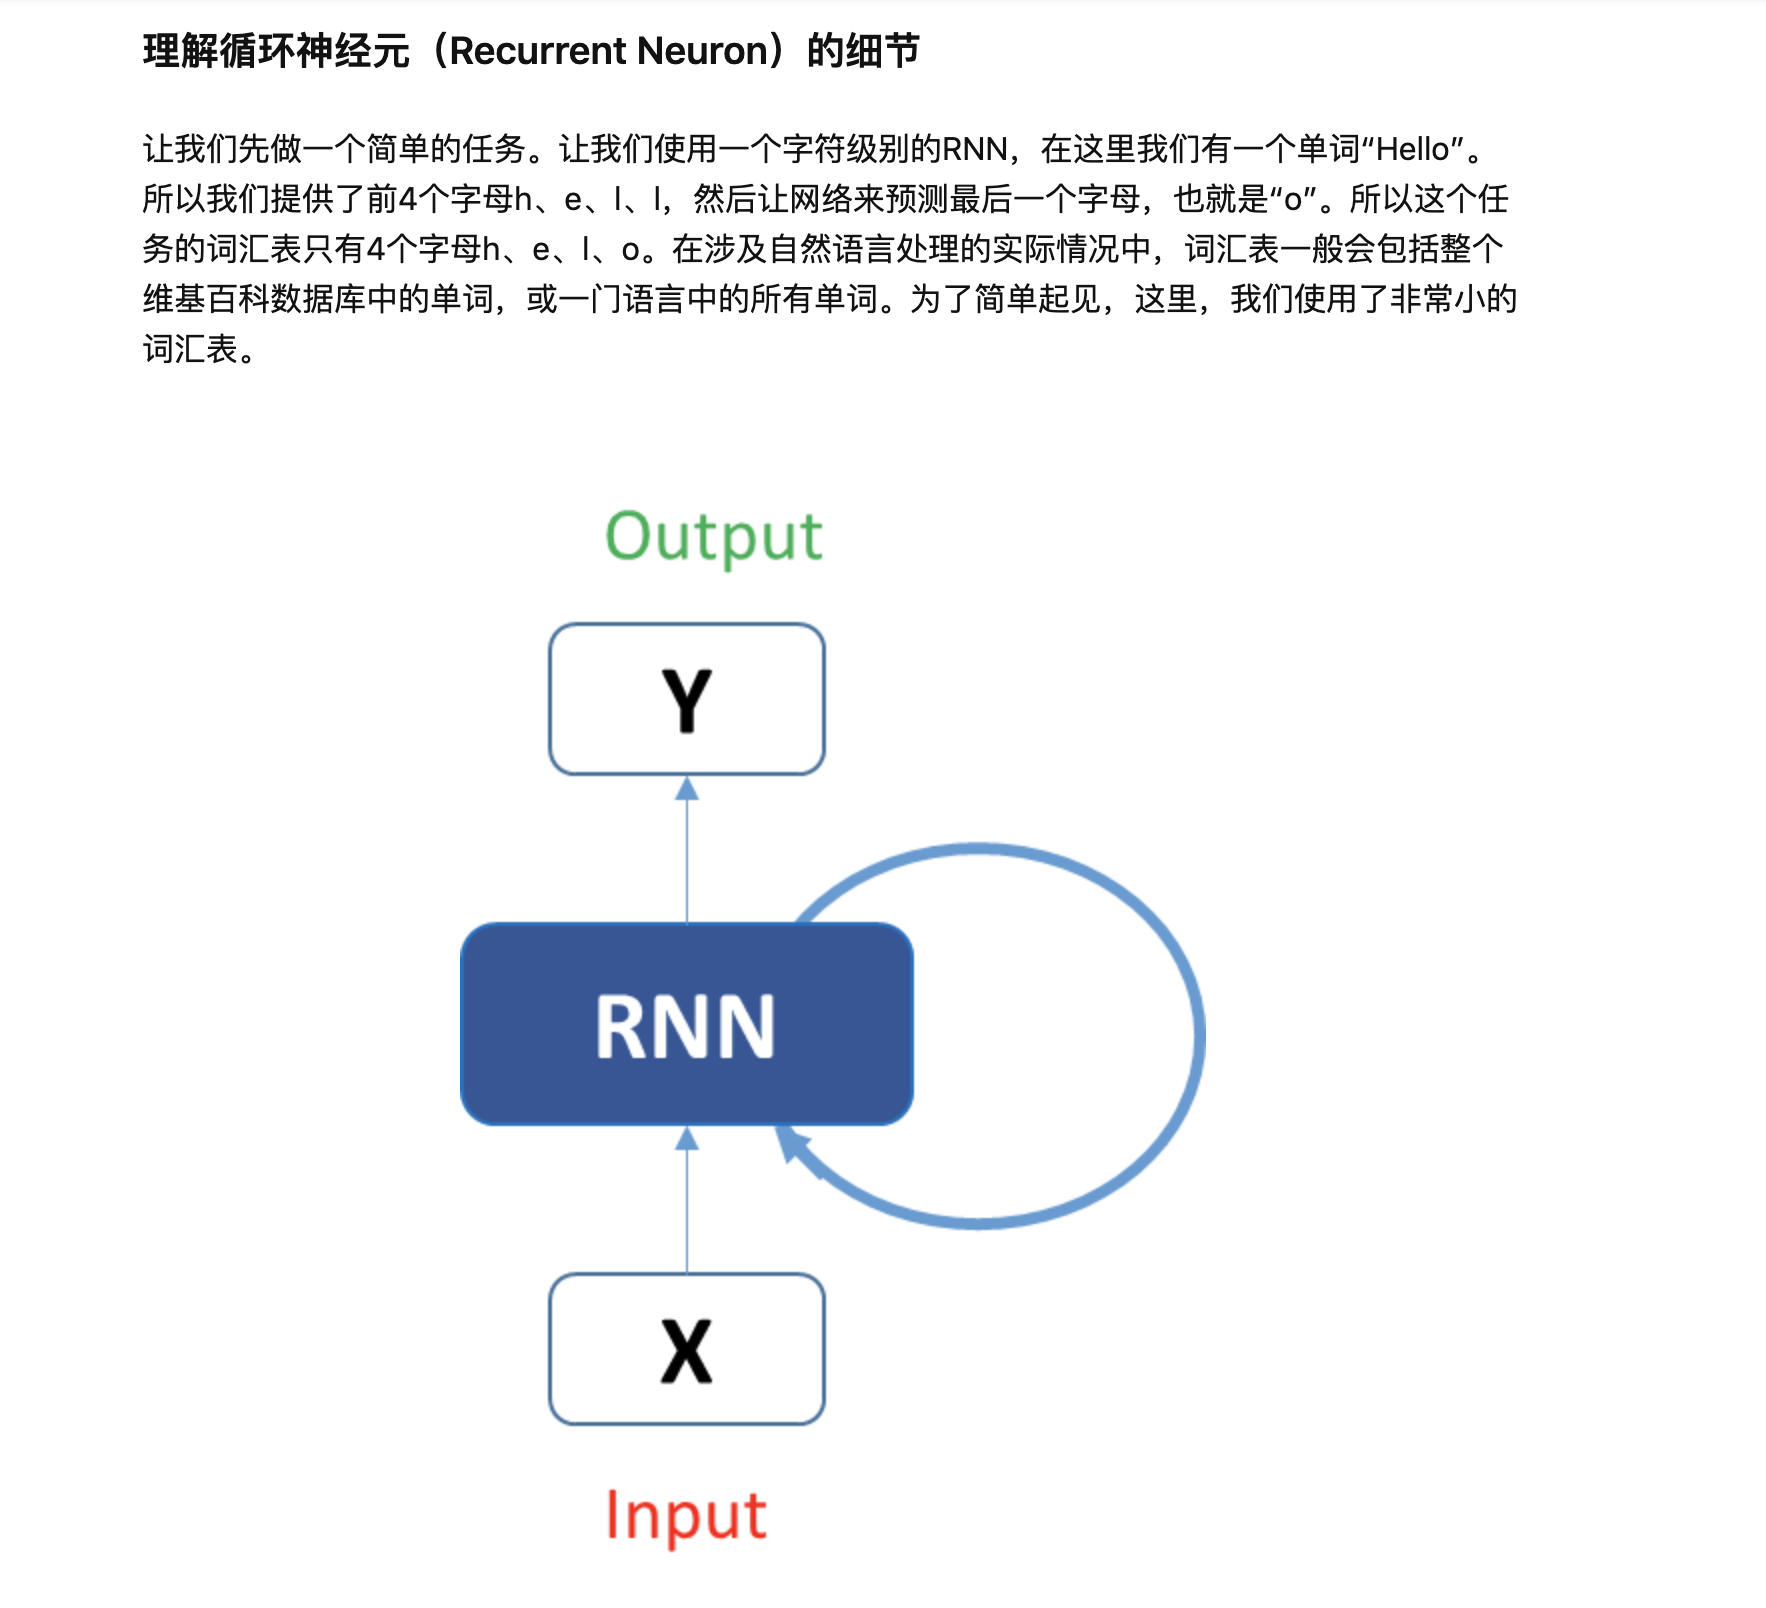 理解循环神经元（Recurrent Neuron）的细节
让我们先做一个简单的任务。让我们使用一个字符级别的RNN，在这里我们有一个单词“Hello”。
所以我们提供了前4个字母h、e、l、l，然后让网络来预测最后一个字母，也就是“o”。所以这个任
务的词汇表只有4个字母h、e、l、o。在涉及自然语言处理的实际情况中，词汇表一般会包括整个
维基百科数据库中的单词，或一门语言中的所有单词。为了简单起见，这里，我们使用了非常小的
词汇表。
Output
Y
RNN
X
Input